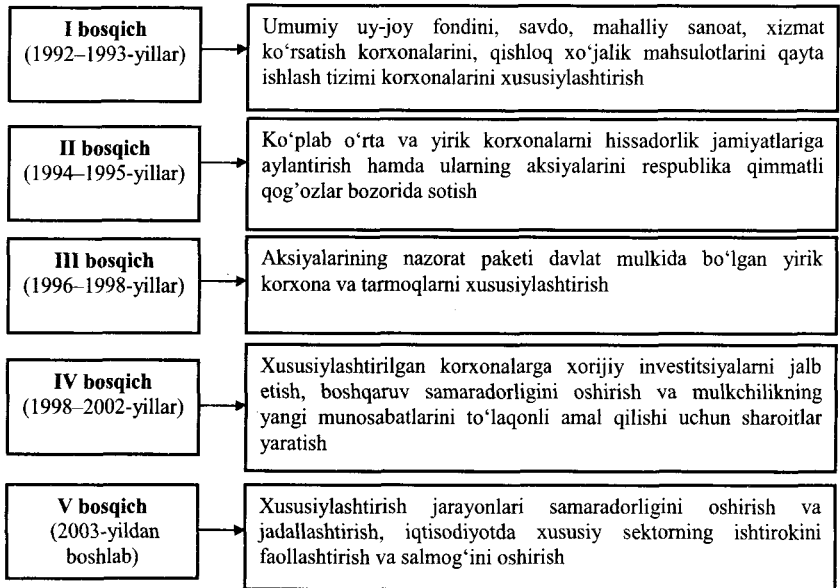 I bosqich
(1992–1993-yillar)
Umumiy uy-joy fondini, savdo, mahalliy sanoat, xizmat
ko‘rsatish korxonalarini, qishloq xo‘jalik mahsulotlarini qayta
ishlash tizimi korxonalarini xususiylashtirish
II bosqich
(1994–1995-yillar)
Ko‘plab o‘rta va yirik korxonalarni hissadorlik jamiyatlariga
aylantirish hamda ularning aksiyalarini respublika qimmatli
qog’ozlar bozorida sotish
III bosqich
(1996–1998-yillar)
Aksiyalarining nazorat paketi davlat mulkida bo‘lgan yirik
korxona va tarmoqlarni xususiylashtirish
IV bosqich
(1998–2002-yillar)
Xususiylashtirilgan korxonalarga xorijiy investitsiyalarni jalb
etish, boshqaruv samaradorligini oshirish va mulkchilikning
yangi munosabatlarini to‘laqonli amal qilishi uchun sharoitlar
yaratish
V bosqich
(2003-yildan
boshlab)
Xususiylashtirish jarayonlari samaradorligini oshirish va
jadallashtirish, iqtisodiyotda xususiy sektorning ishtirokini
faollashtirish va salmog‘ini oshirish